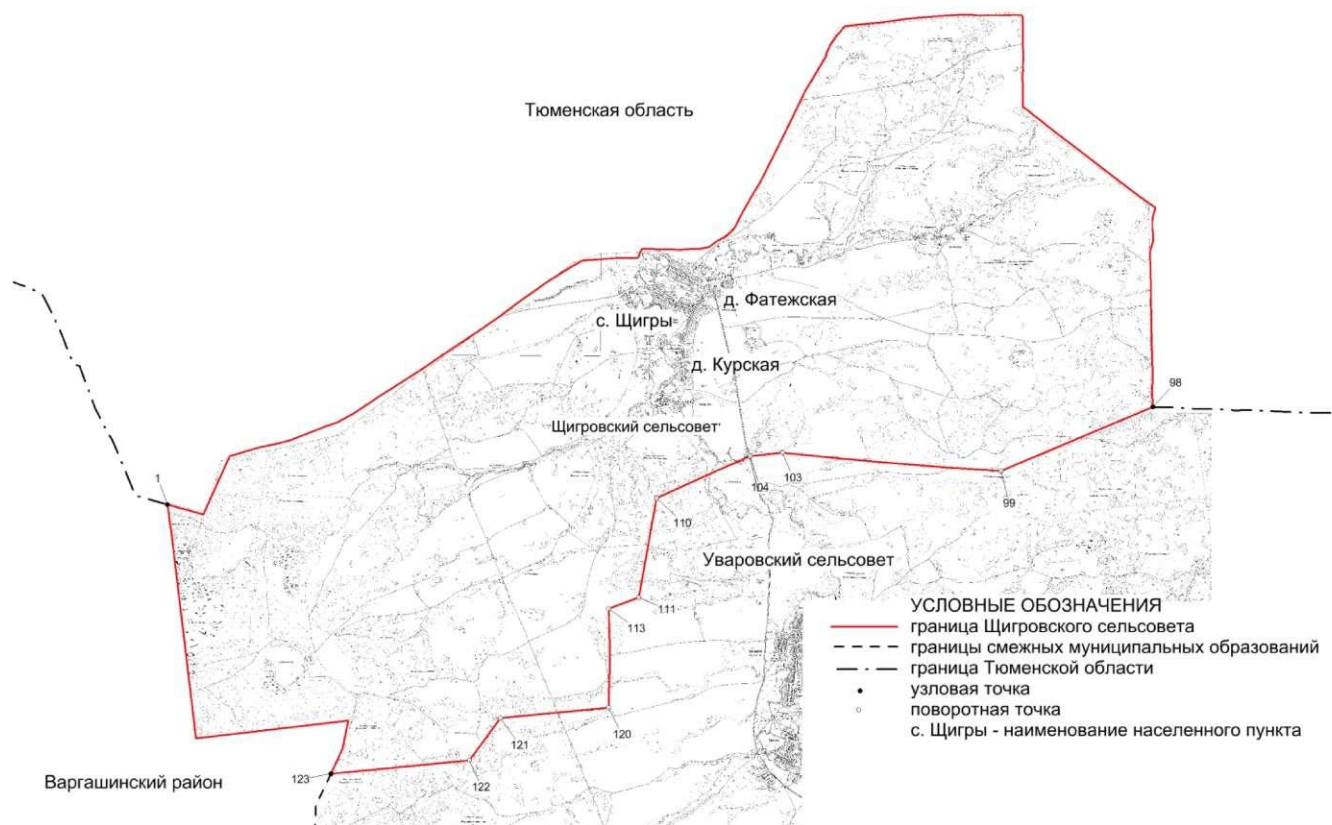 Тюменская область
д. Фатежская
с. Щигры
д. Курская
98
Щигровский сельсовет
1
104
103
99
110
Уваровский сельсовет
111
113
УСЛОВНЫЕ ОБОЗНАЧЕНИЯ
граница Щигровского сельсовета
границы смежных муниципальных образований
граница Тюменской области
узловая точка
поворотная точка
с. Щигры - наименование населенного пункта
120
121
122
123
Варгашинский район